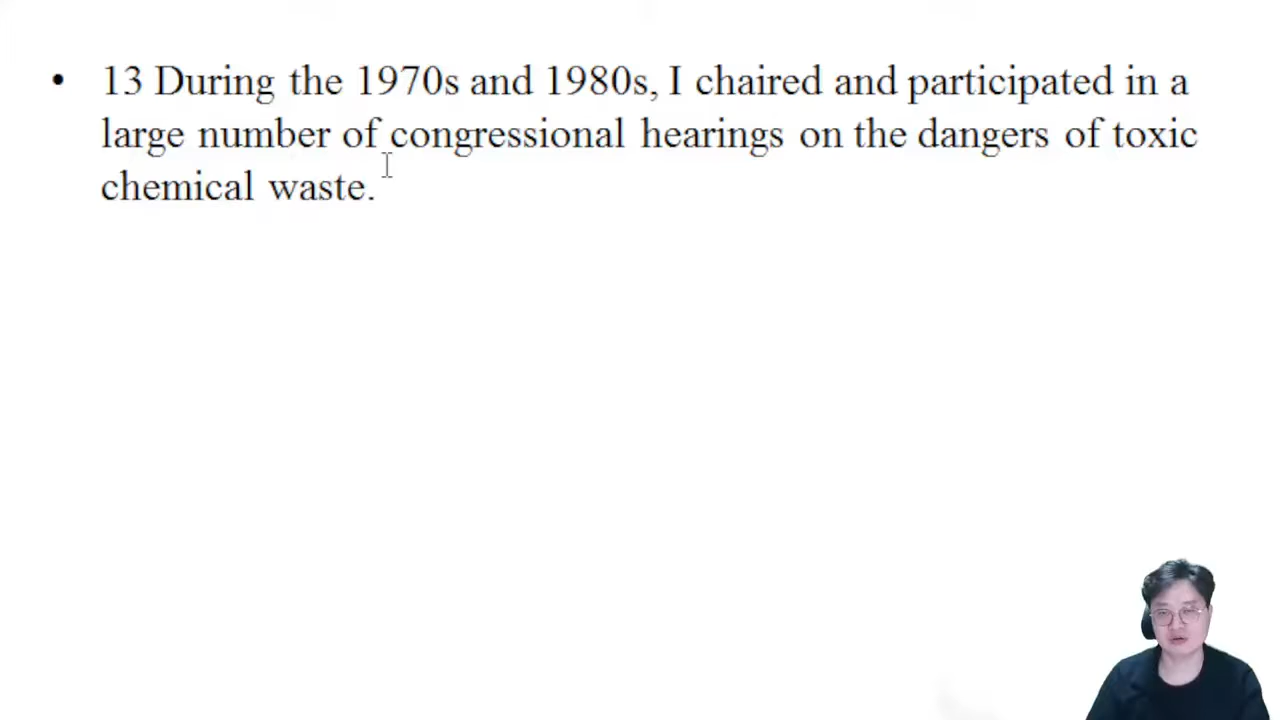 • 13 During the 1970s and 1980s, I chaired and participated in a
large number of congressional hearings on the dangers of toxic
chemical waste.